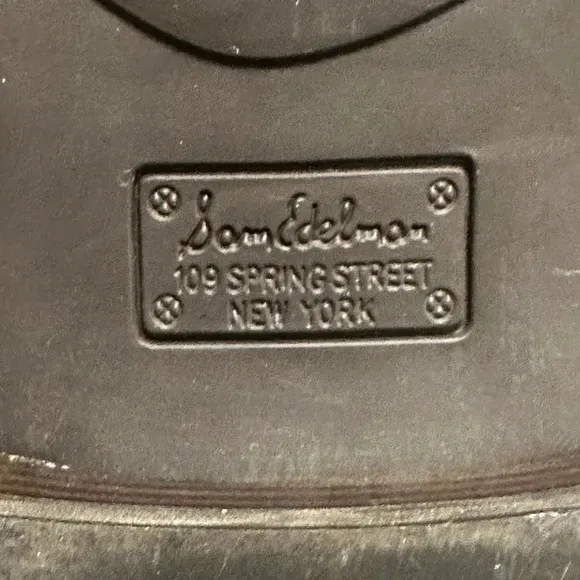 Sam Edelman
109 SPRING STREET
NEW YORK